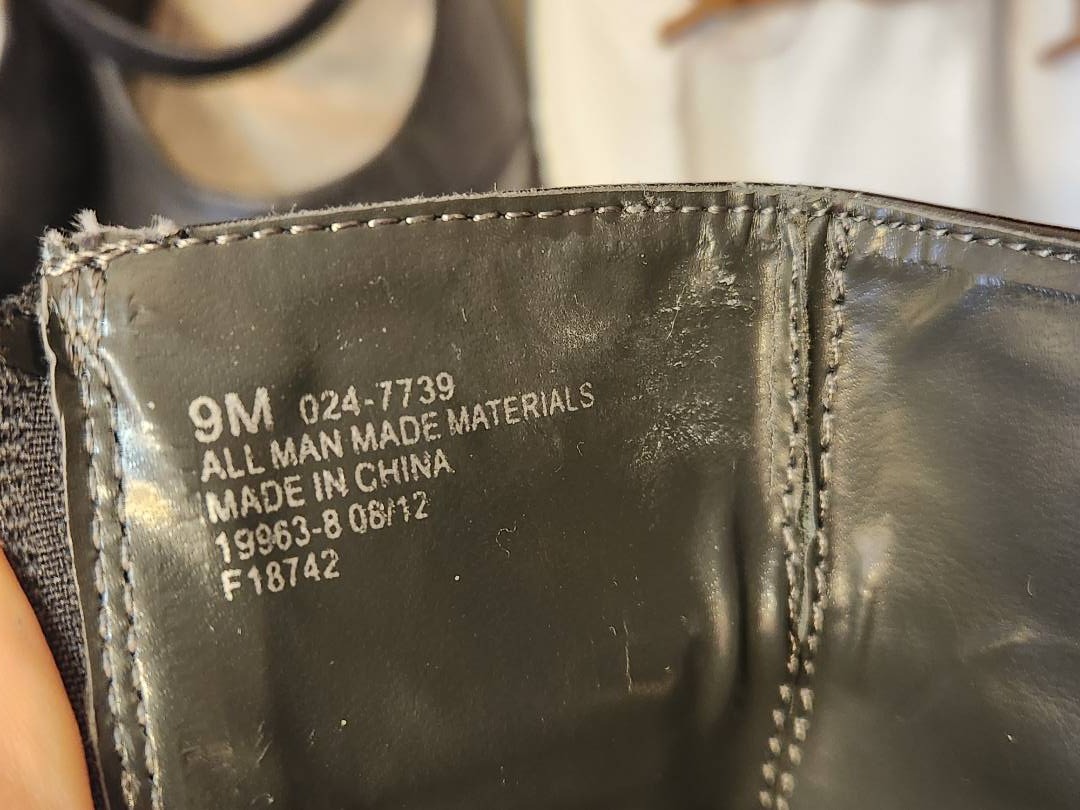 9M 024-7739
ALL MAN MADE MATERIALS
MADE IN CHINA
19963-8 08/12
F18742